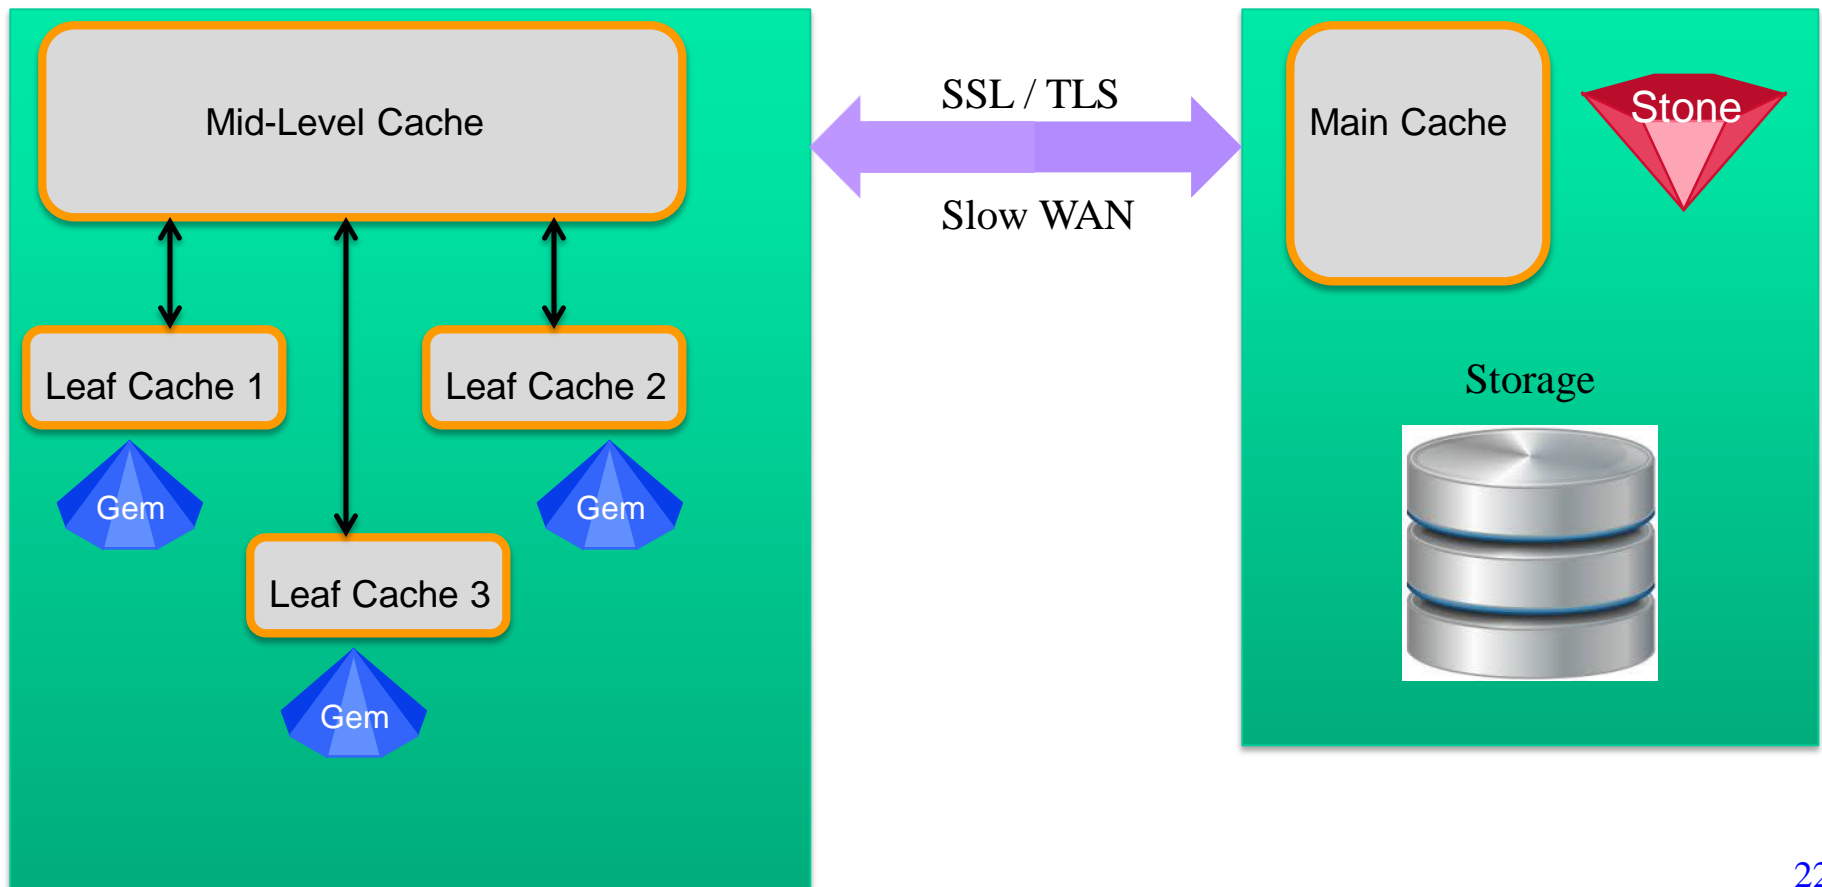 Mid-Level Cache
Leaf Cache 1
Leaf Cache 2
Gem
Gem
Leaf Cache 3
Gem
SSL / TLS
Slow WAN
Main Cache
Stone
Storage
22